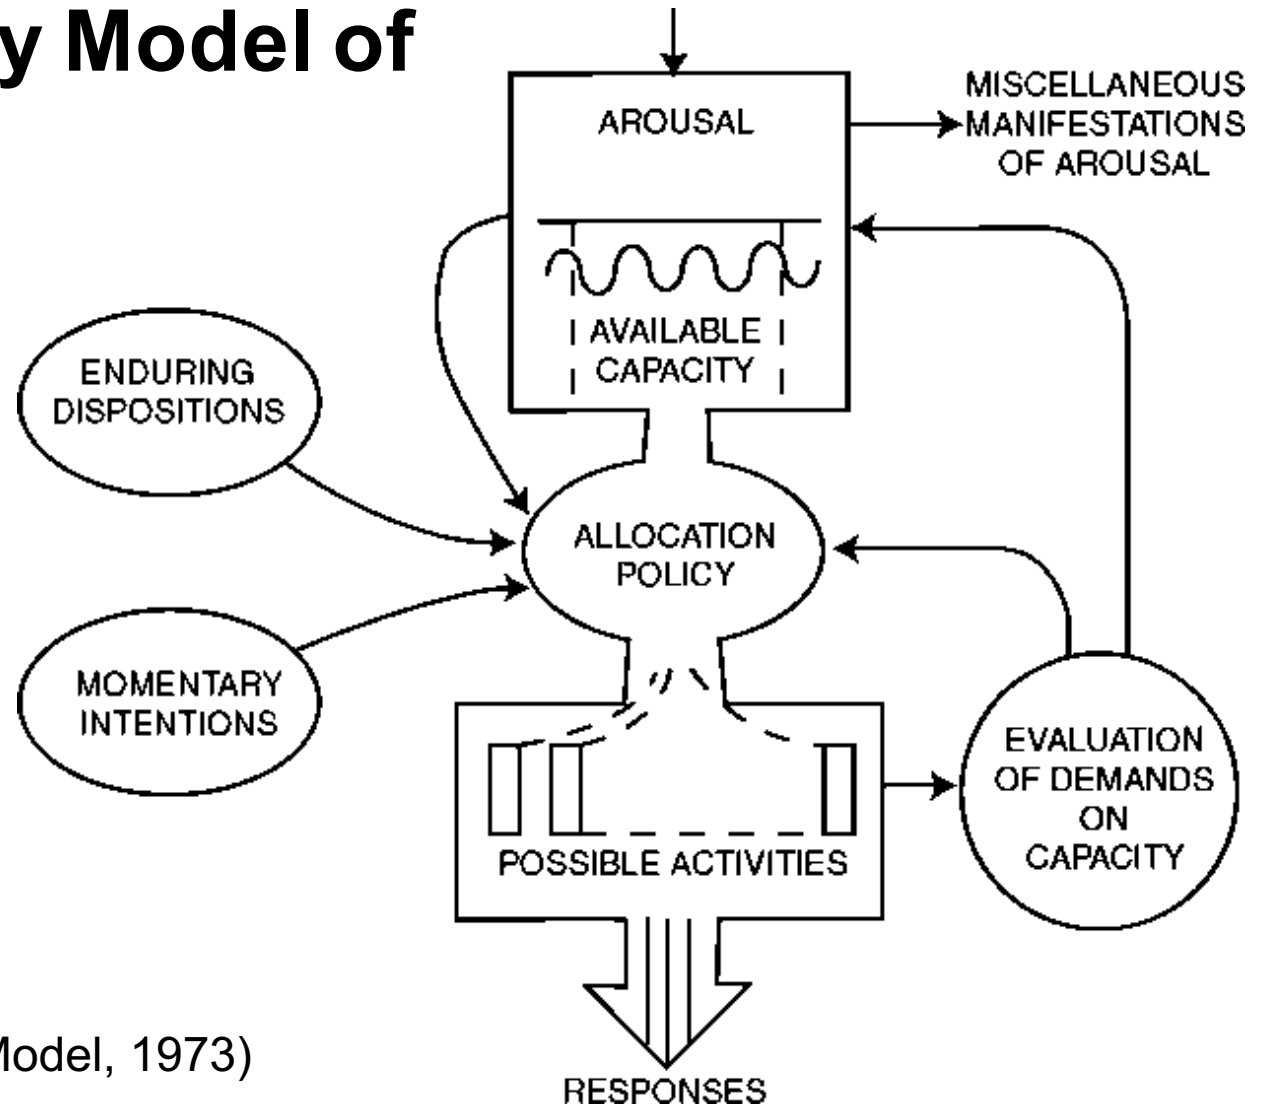 y Model of
MISCELLANEOUS
MANIFESTATIONS
OF AROUSAL
AROUSAL
AVAILABLE
CAPACITY
ENDURING
DISPOSITIONS
ALLOCATION
POLICY
MOMENTARY
INTENTIONS
EVALUATION
OF DEMANDS
ON
CAPACITY
POSSIBLE ACTIVITIES
Model, 1973)
RESPONSES